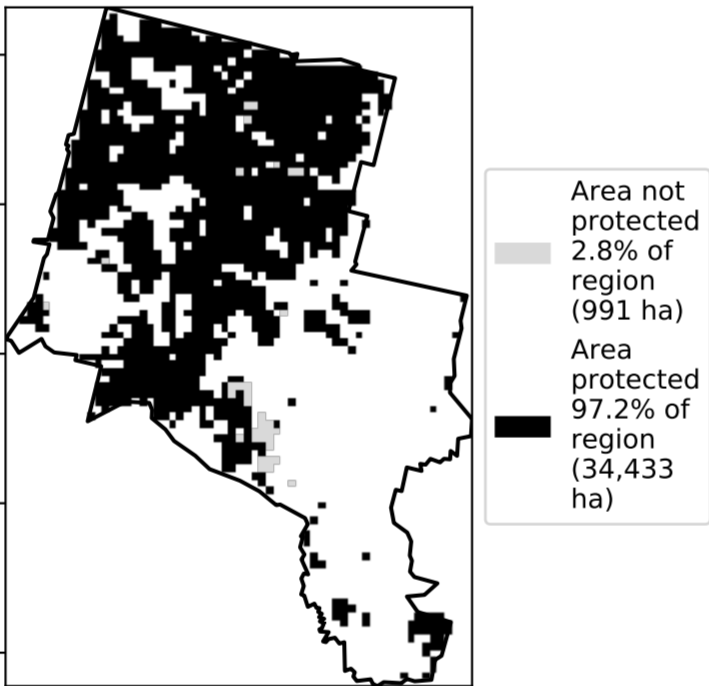 Area not
protected
2.8% of
region
(991 ha)
Area
protected
97.2% of
region
(34,433
ha)